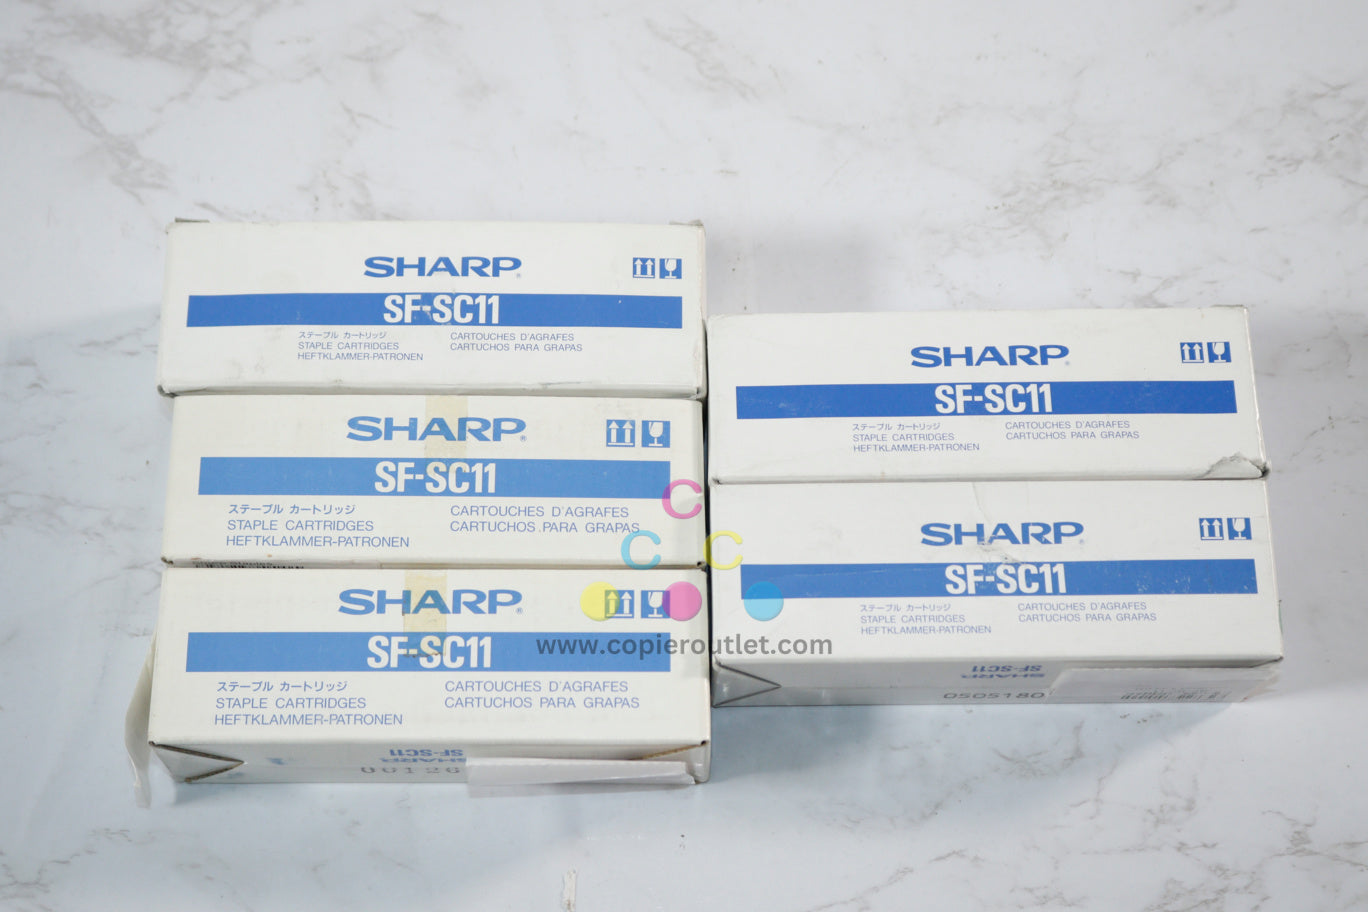 SHARP®
SF-SC11
ステープル カートリッジ
STAPLE CARTRIDGES
HEFTKLAMMER-PATRONEN
CARTOUCHES D'AGRAFES
CARTUCHOS PARA GRAPAS
SHARP®
SF-SC11
ステープル カートリッジ
STAPLE CARTRIDGES
HEFTKLAMMER-PATRONEN
CARTOUCHES D'AGRAFES
CARTUCHOS PARA GRAPAS
SHARP®
SF-SC11
ステープル カートリッジ
STAPLE CARTRIDGES
HEFTKLAMMER-PATRONEN
CARTOUCHES D'AGRAFES
CARTUCHOS PARA GRAPAS
SHARP
SF-SC11
SHARP®
SF-SC11
ステープル カートリッジ
STAPLE CARTRIDGES
HEFTKLAMMER-PATRONEN
CARTOUCHES D'AGRAFES
CARTUCHOS PARA GRAPAS
SHARP®
SF-SC11
ステープル カートリッジ
STAPLE CARTRIDGES
HEFTKLAMMER-PATRONEN
CARTOUCHES D'AGRAFES
CARTUCHOS PARA GRAPAS
SHARP
SF-SC11
0505180
C
C C
www.copieroutlet.com